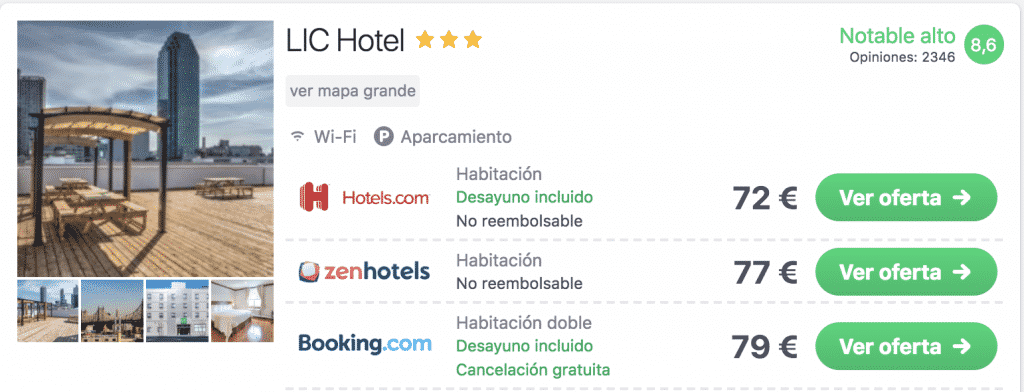 LIC Hotel
Notable alto
8,6
Opiniones: 2346
ver mapa grande
Wi-Fi
P Aparcamiento
Habitación
H Hotels.com
Desayuno incluido
72 €
Ver oferta →
No reembolsable
Habitación
zenhotels
77 €
Ver oferta →
No reembolsable
Habitación doble
Booking.com
Desayuno incluido
79 €
Ver oferta →
Cancelación gratuita